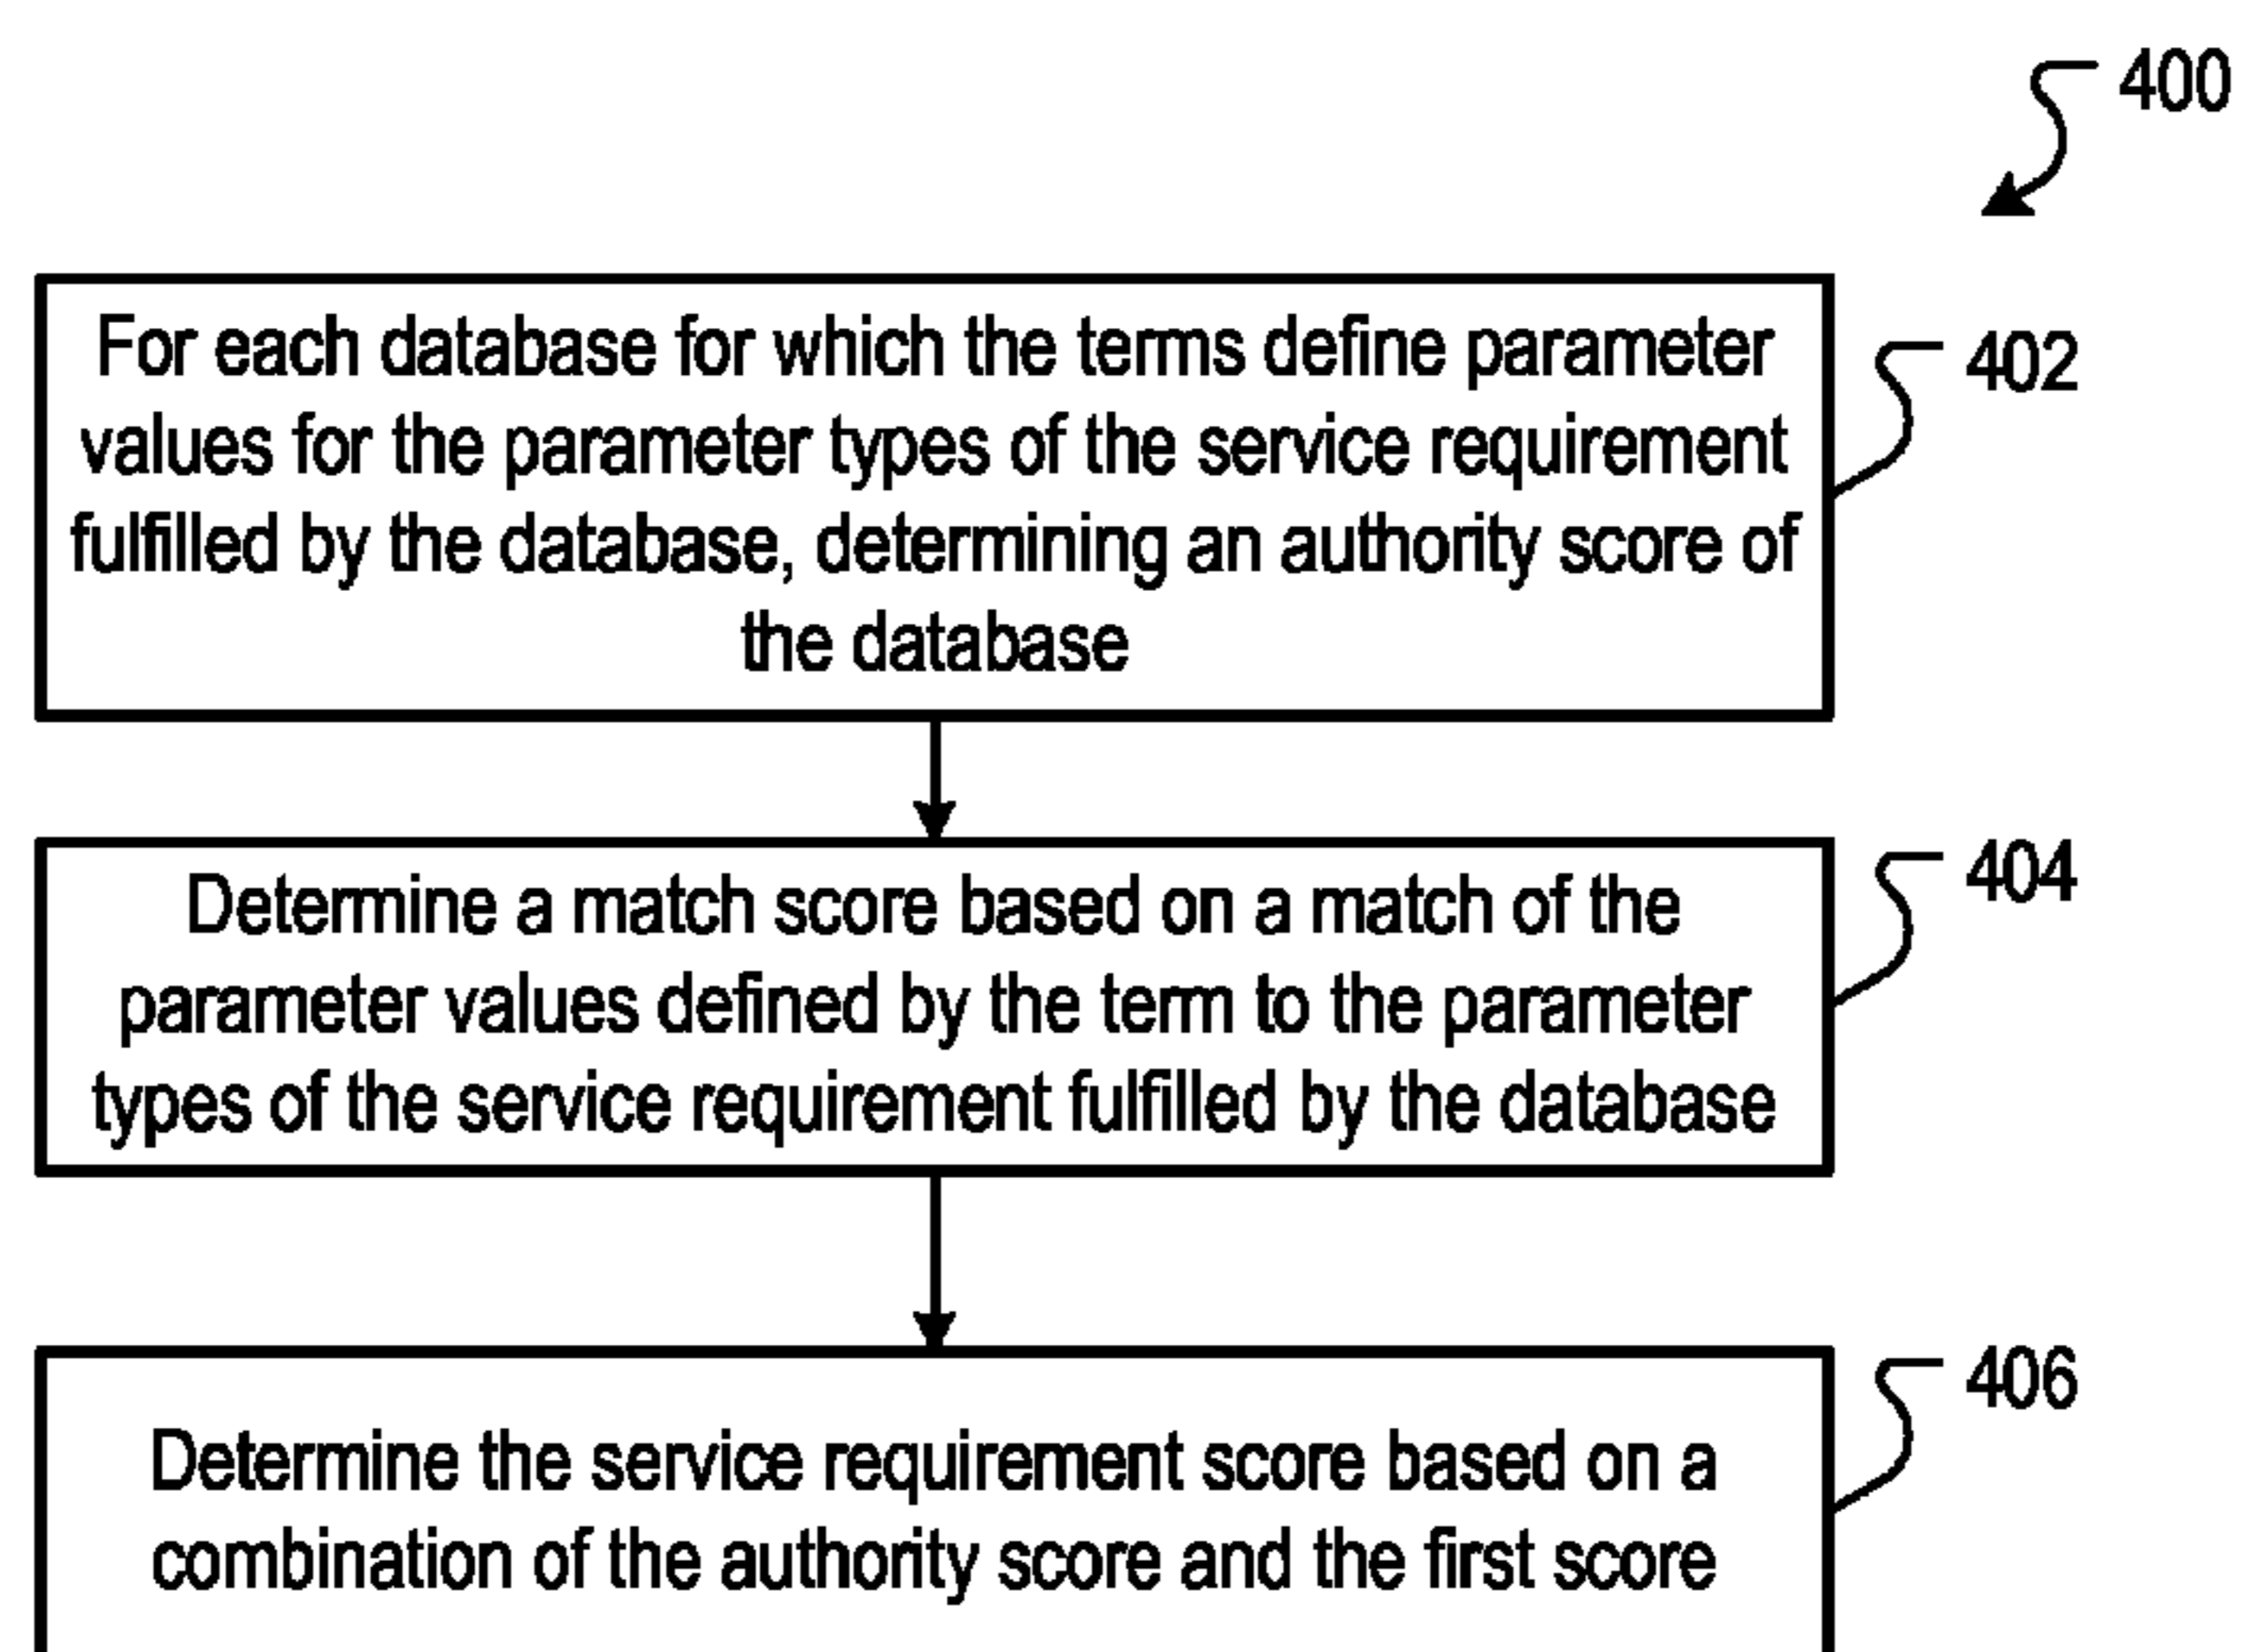 400
For each database for which the terms define parameter
values for the parameter types of the service requirement
fulfilled by the database, determining an authority score of
the database
402
Determine a match score based on a match of the
parameter values defined by the term to the parameter
types of the service requirement fulfilled by the database
404
Determine the service requirement score based on a
combination of the authority score and the first score
406